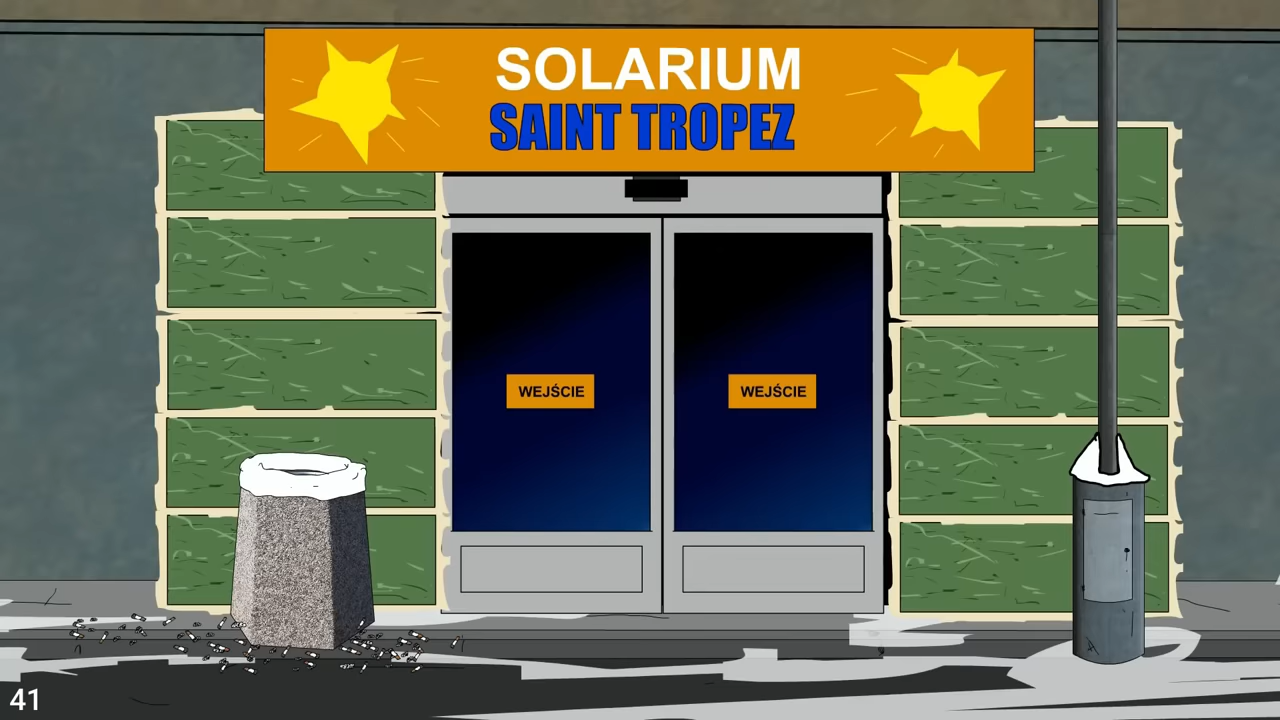 SOLARIUM
SAINT TROPEZ
WEJŚCIE
WEJŚCIE
41